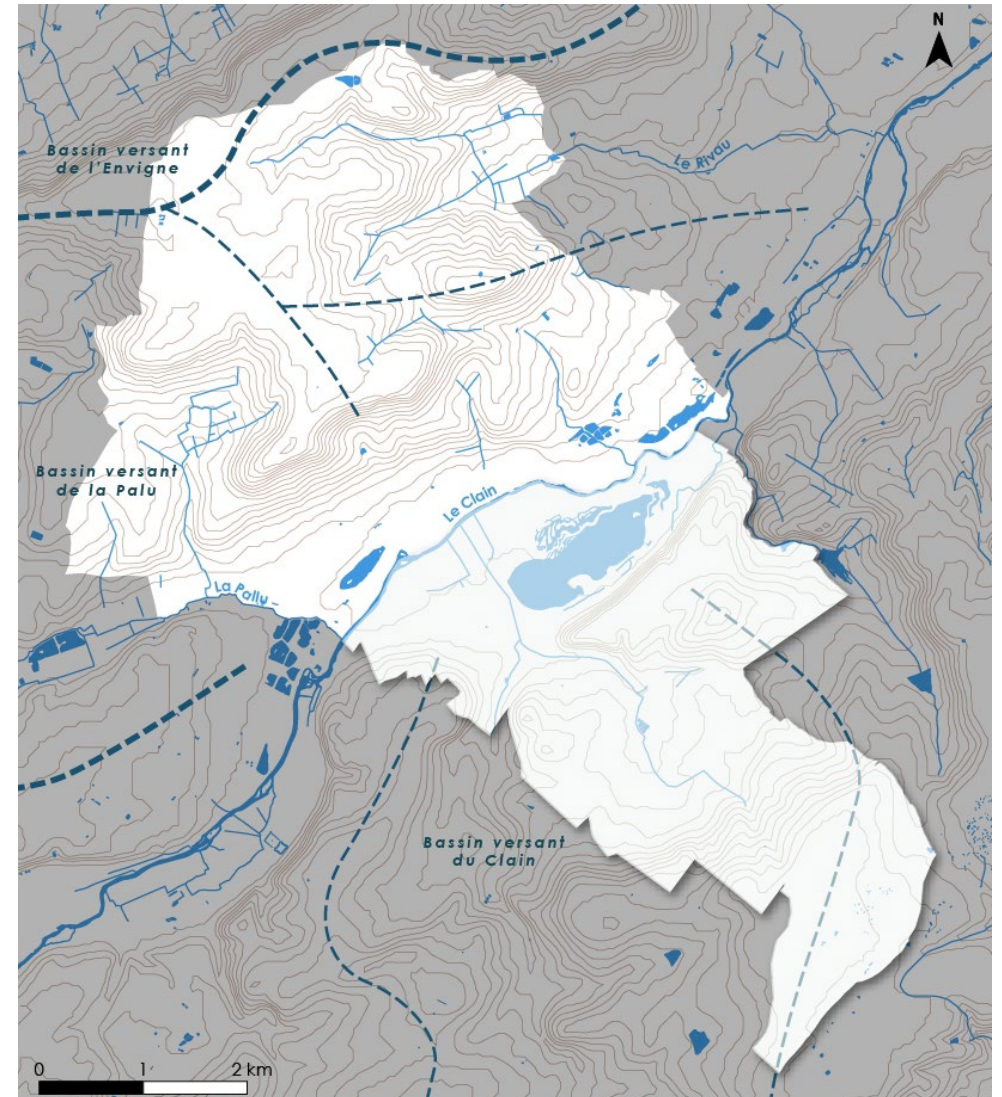 N
Bassin versant
de l'Envigne
Le Rivau
Bassin versant
de la Palu
Le Clain
La Pallu
Bassin versant
du Clain
0 1 2 km